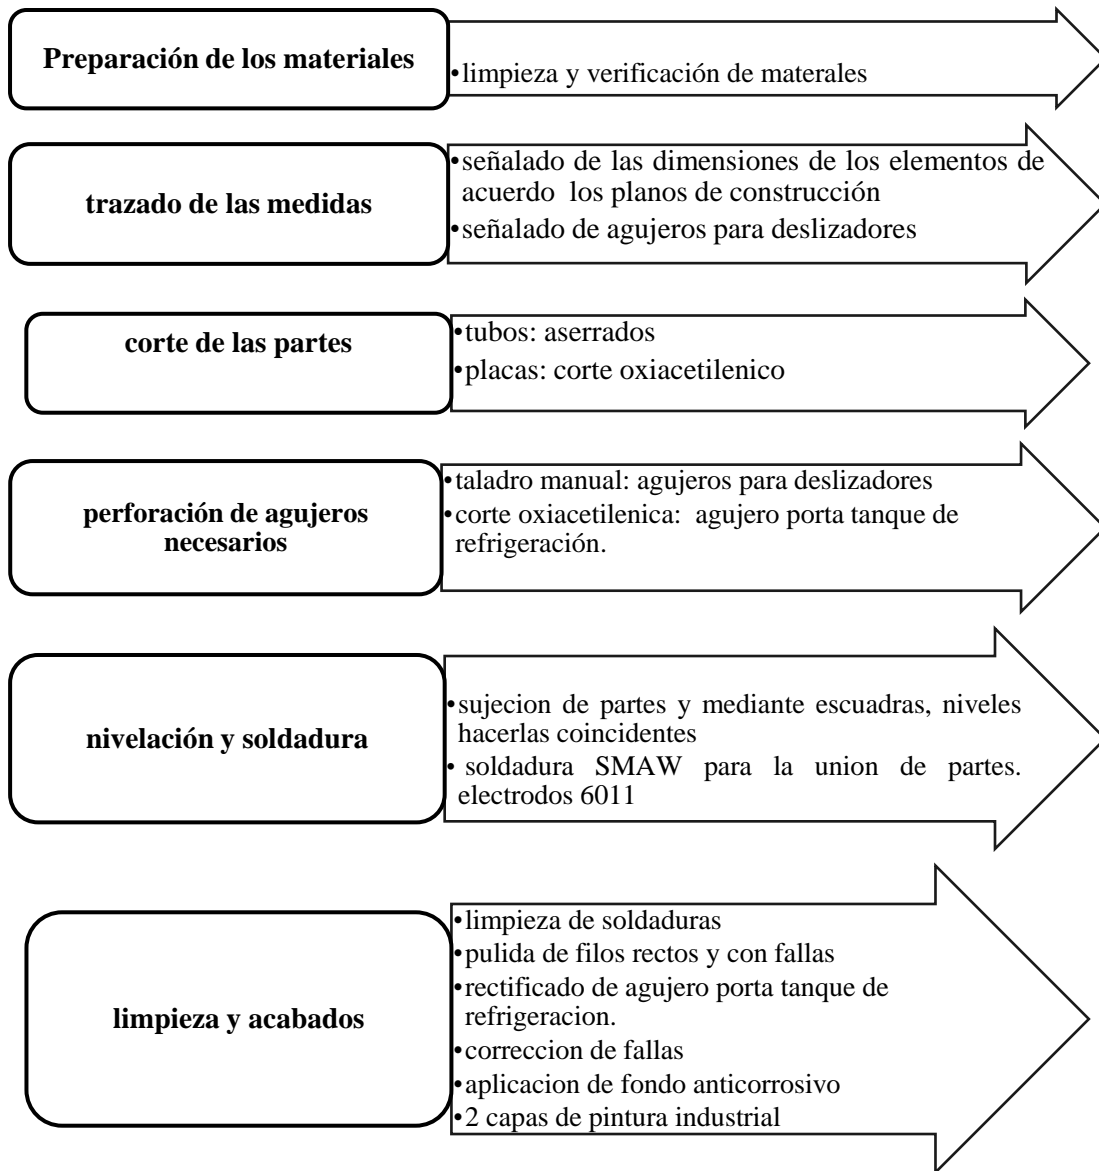 Preparación de los materiales
•limpieza y verificación de materales
trazado de las medidas
•señalado de las dimensiones de los elementos de
acuerdo los planos de construcción
•señalado de agujeros para deslizadores
corte de las partes
•tubos: aserrados
•placas: corte oxiacetilenico
perforación de agujeros
necesarios
•taladro manual: agujeros para deslizadores
•corte oxiacetilenica: agujero porta tanque de
refrigeración.
nivelación y soldadura
•sujecion de partes y mediante escuadras, niveles
hacerlas coincidentes
• soldadura SMAW para la union de partes.
electrodos 6011
limpieza y acabados
•limpieza de soldaduras
•pulida de filos rectos y con fallas
•rectificado de agujero porta tanque de
refrigeracion.
•correccion de fallas
•aplicacion de fondo anticorrosivo
•2 capas de pintura industrial